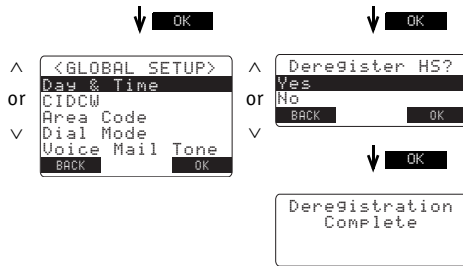 OK
∧
or
∨
<GLOBAL SETUP>
Day & Time
CIDCW
Area Code
Dial Mode
Voice Mail Tone
BACK OK
OK
∧
or
∨
Deregister HS?
Yes
No
BACK OK
OK
Deregistration
Complete